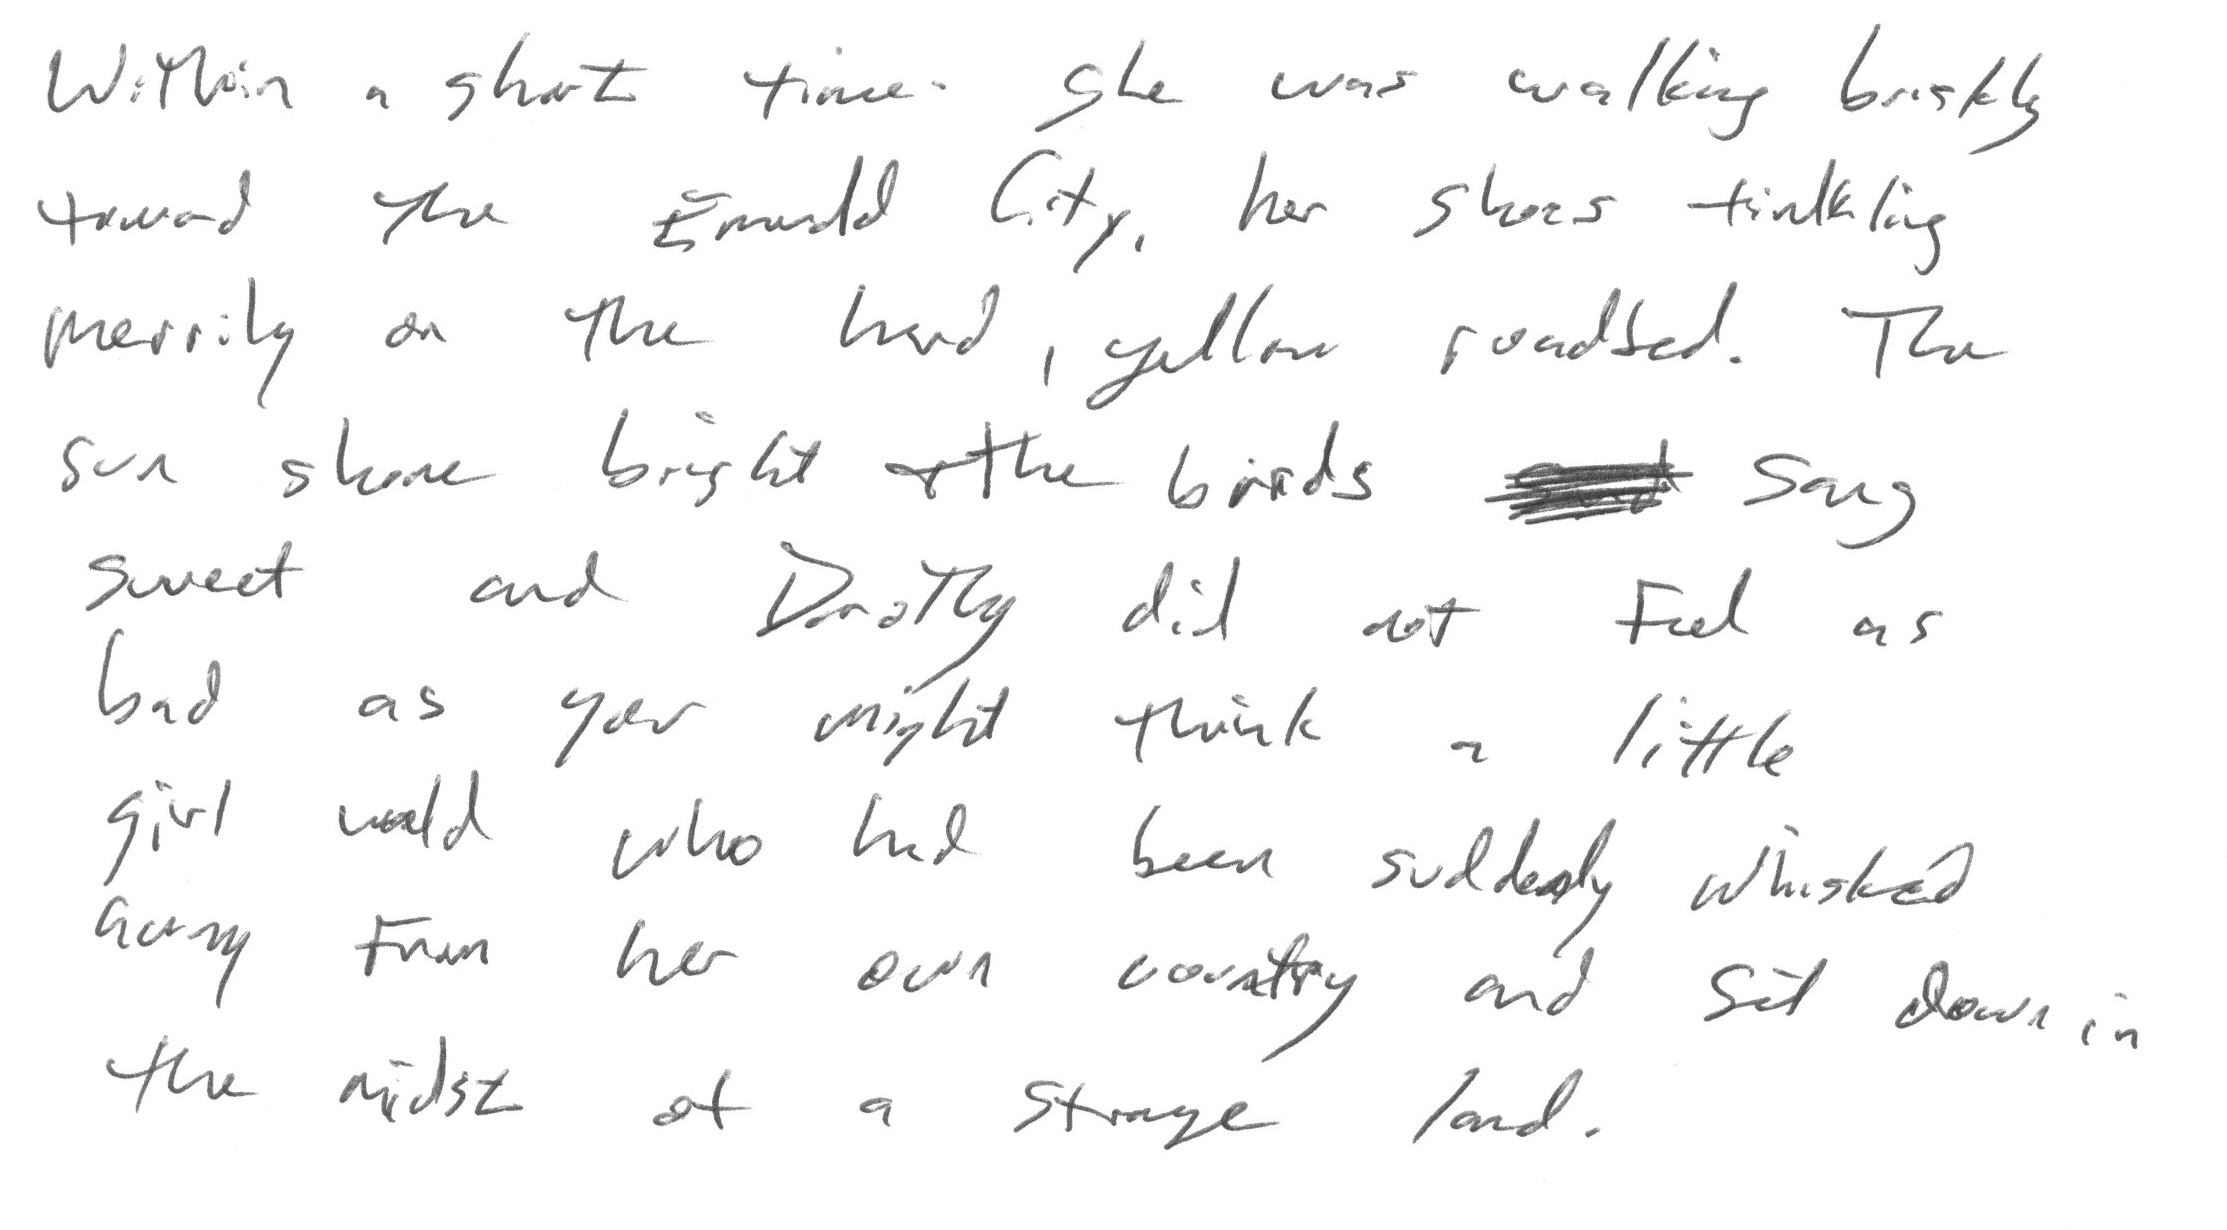 Within a short time she was walking briskly
toward the Emerald City, her shoes tinkling
merrily on the hard, yellow roadbed. The
sun shone bright & the birds sang
sweet and Dorothy did not feel as
bad as you might think a little
girl would who had been suddenly whisked
away from her own country and set down in
the midst of a strange land.